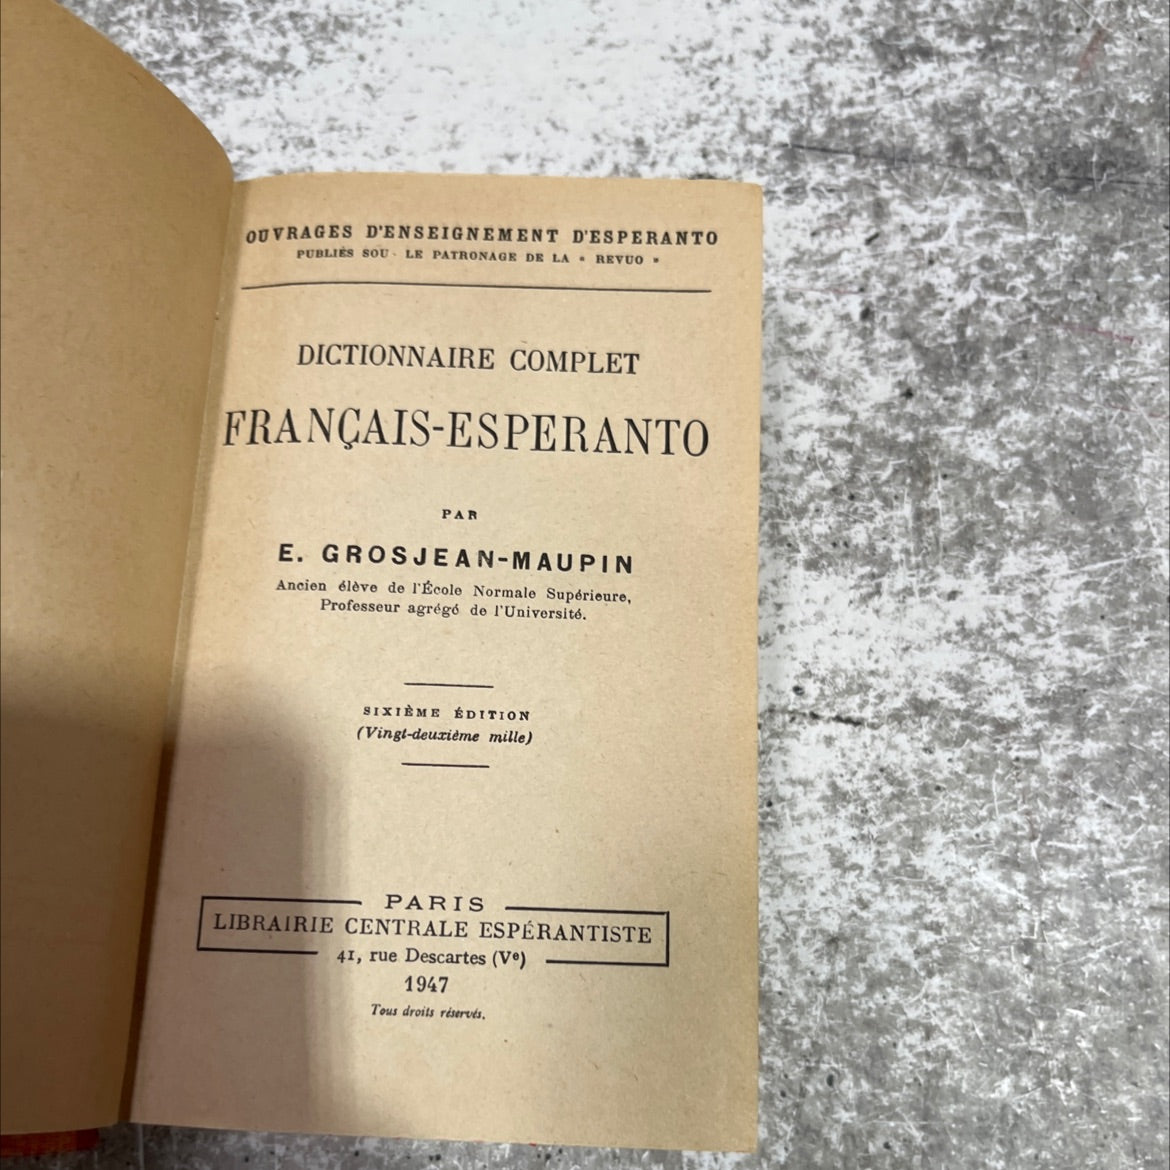 OUVRAGES D'ENSEIGNEMENT D'ESPERANTO
PUBLIÉS SOU LE PATRONAGE DE LA « REVUO »
DICTIONNAIRE COMPLET
FRANÇAIS-ESPERANTO
PAR
E. GROSJEAN-MAUPIN
Ancien élève de l'École Normale Supérieure,
Professeur agrégé de l'Université.
SIXIÈME ÉDITION
(Vingt-deuxième mille)
PARIS
LIBRAIRIE CENTRALE ESPÉRANTISTE
41, rue Descartes (Vᵉ)
1947
Tous droits réservés.